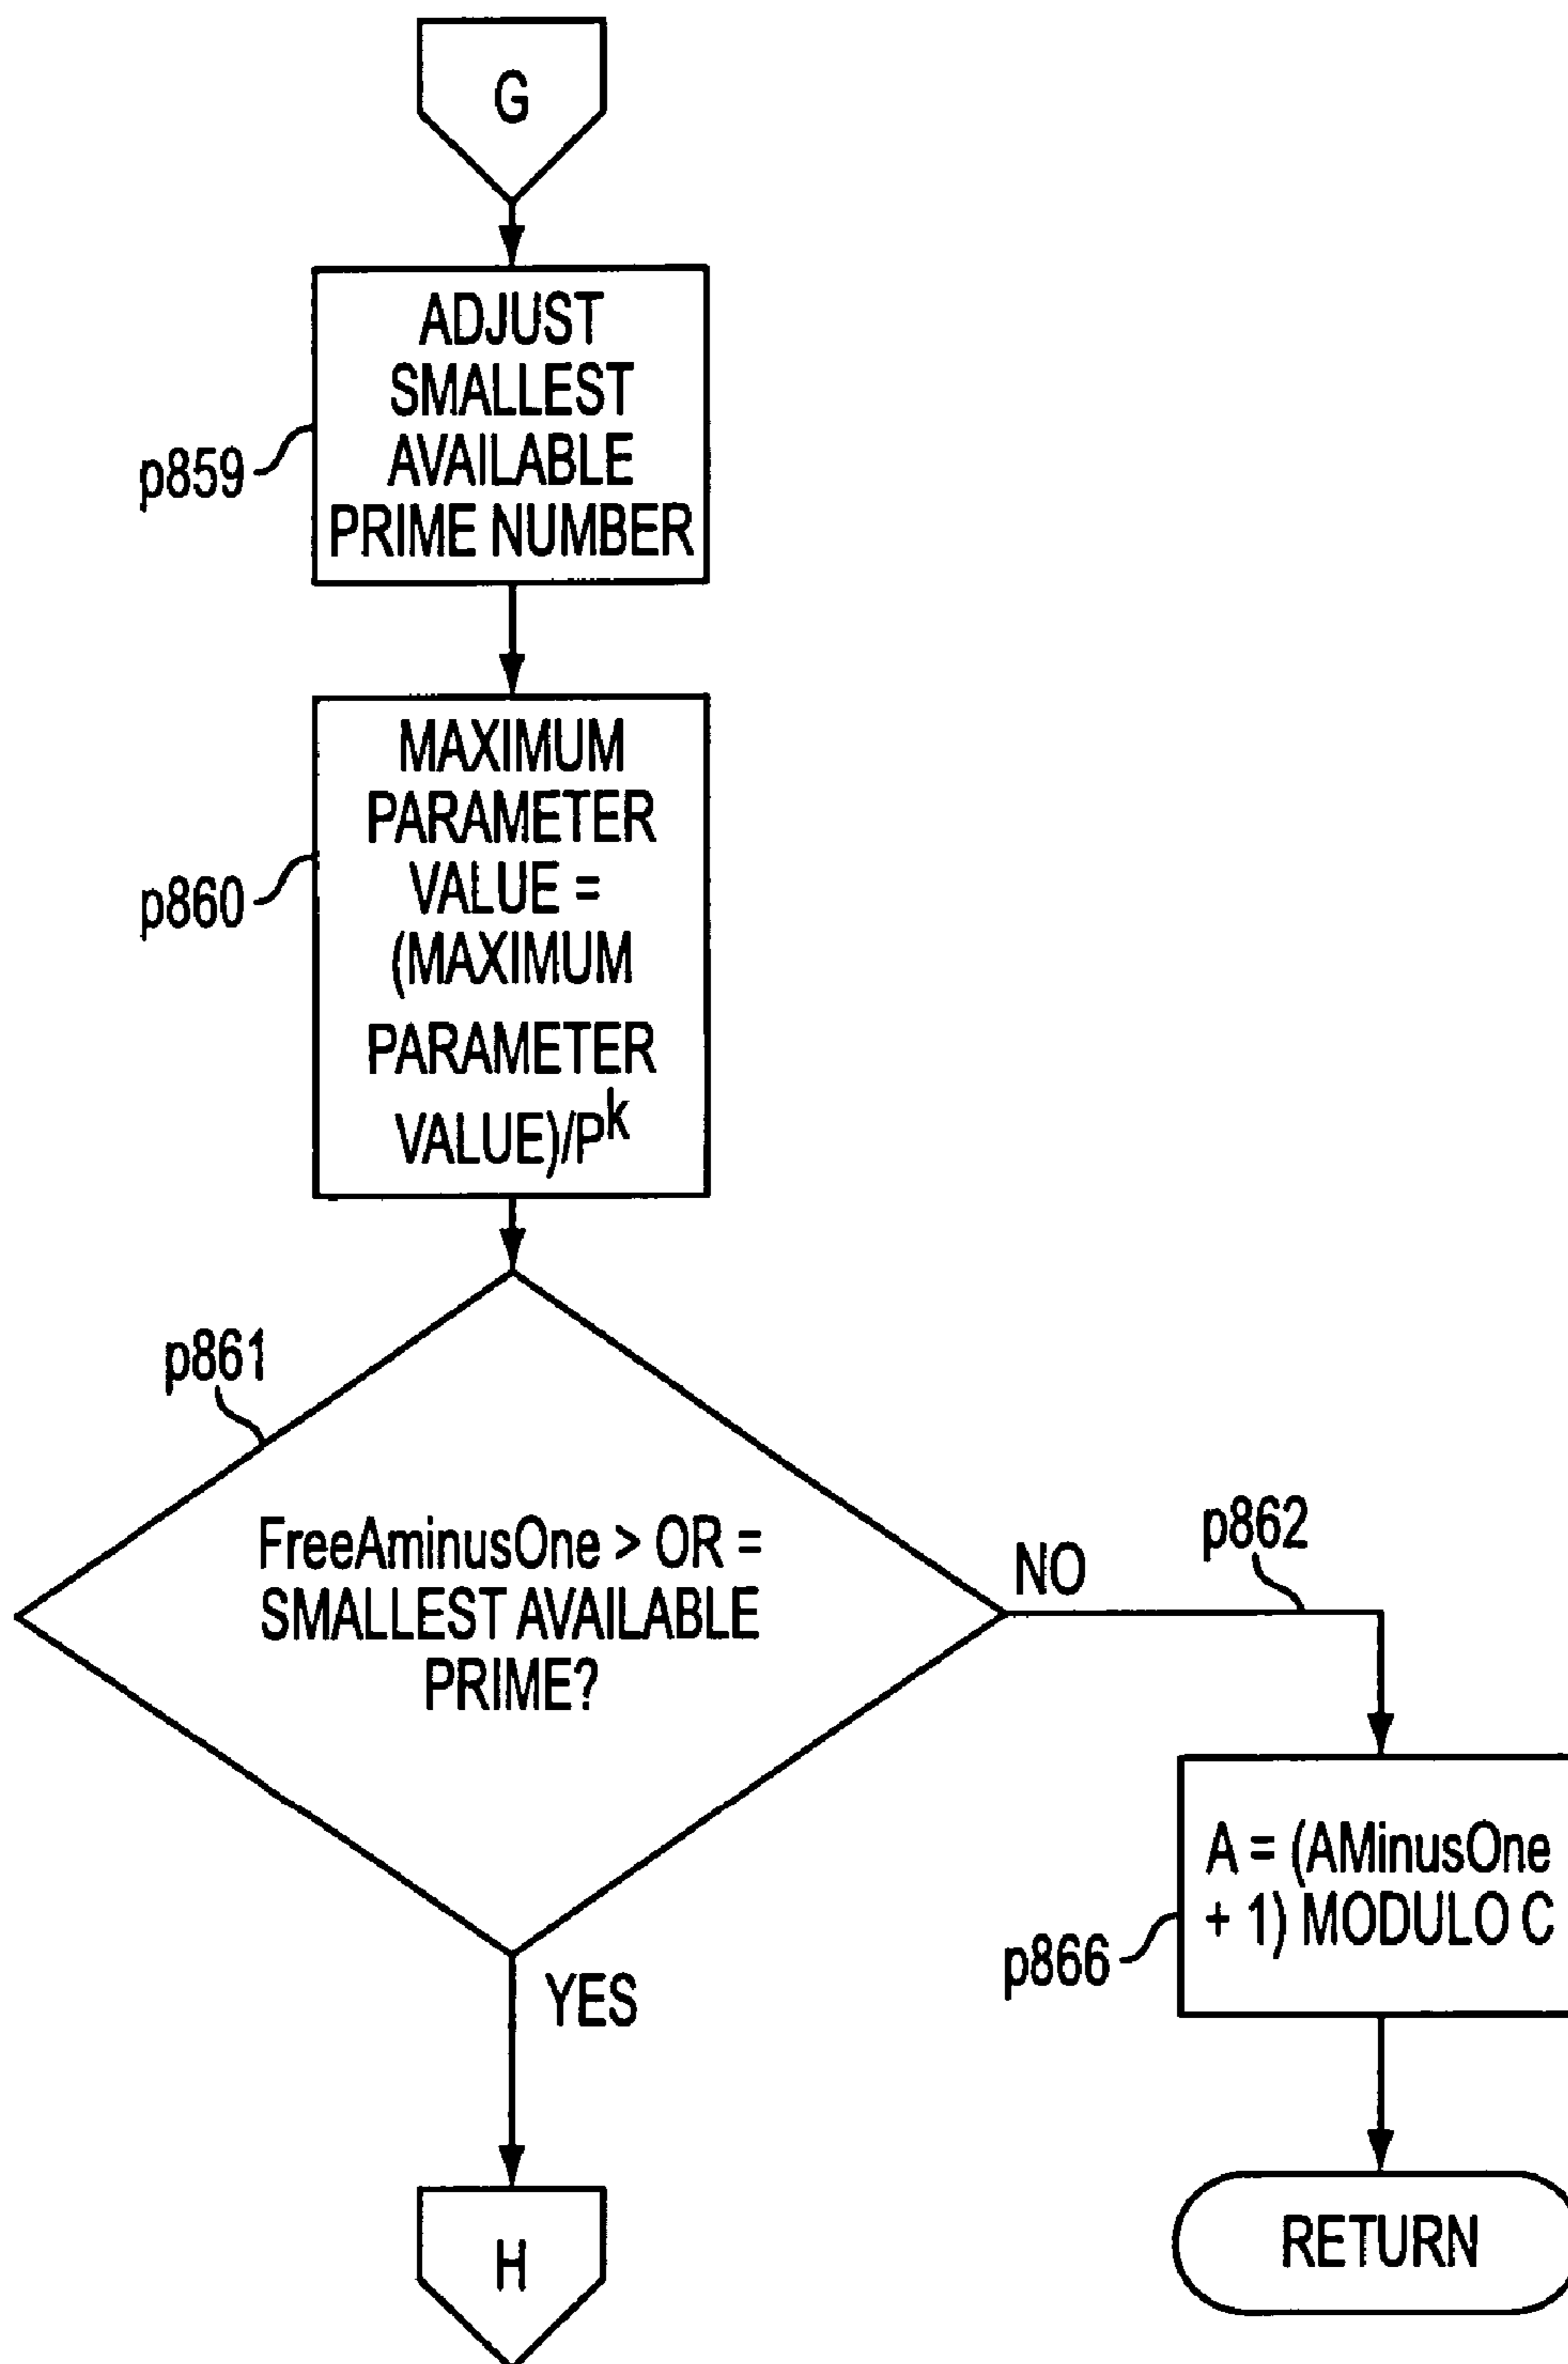 G
p859
ADJUST
SMALLEST
AVAILABLE
PRIME NUMBER
p860
MAXIMUM
PARAMETER
VALUE =
(MAXIMUM
PARAMETER
VALUE)/P^k
p861
FreeAminusOne > OR =
SMALLEST AVAILABLE
PRIME?
NO
p862
YES
p866
A = (AMinusOne
+ 1) MODULO C
H
RETURN